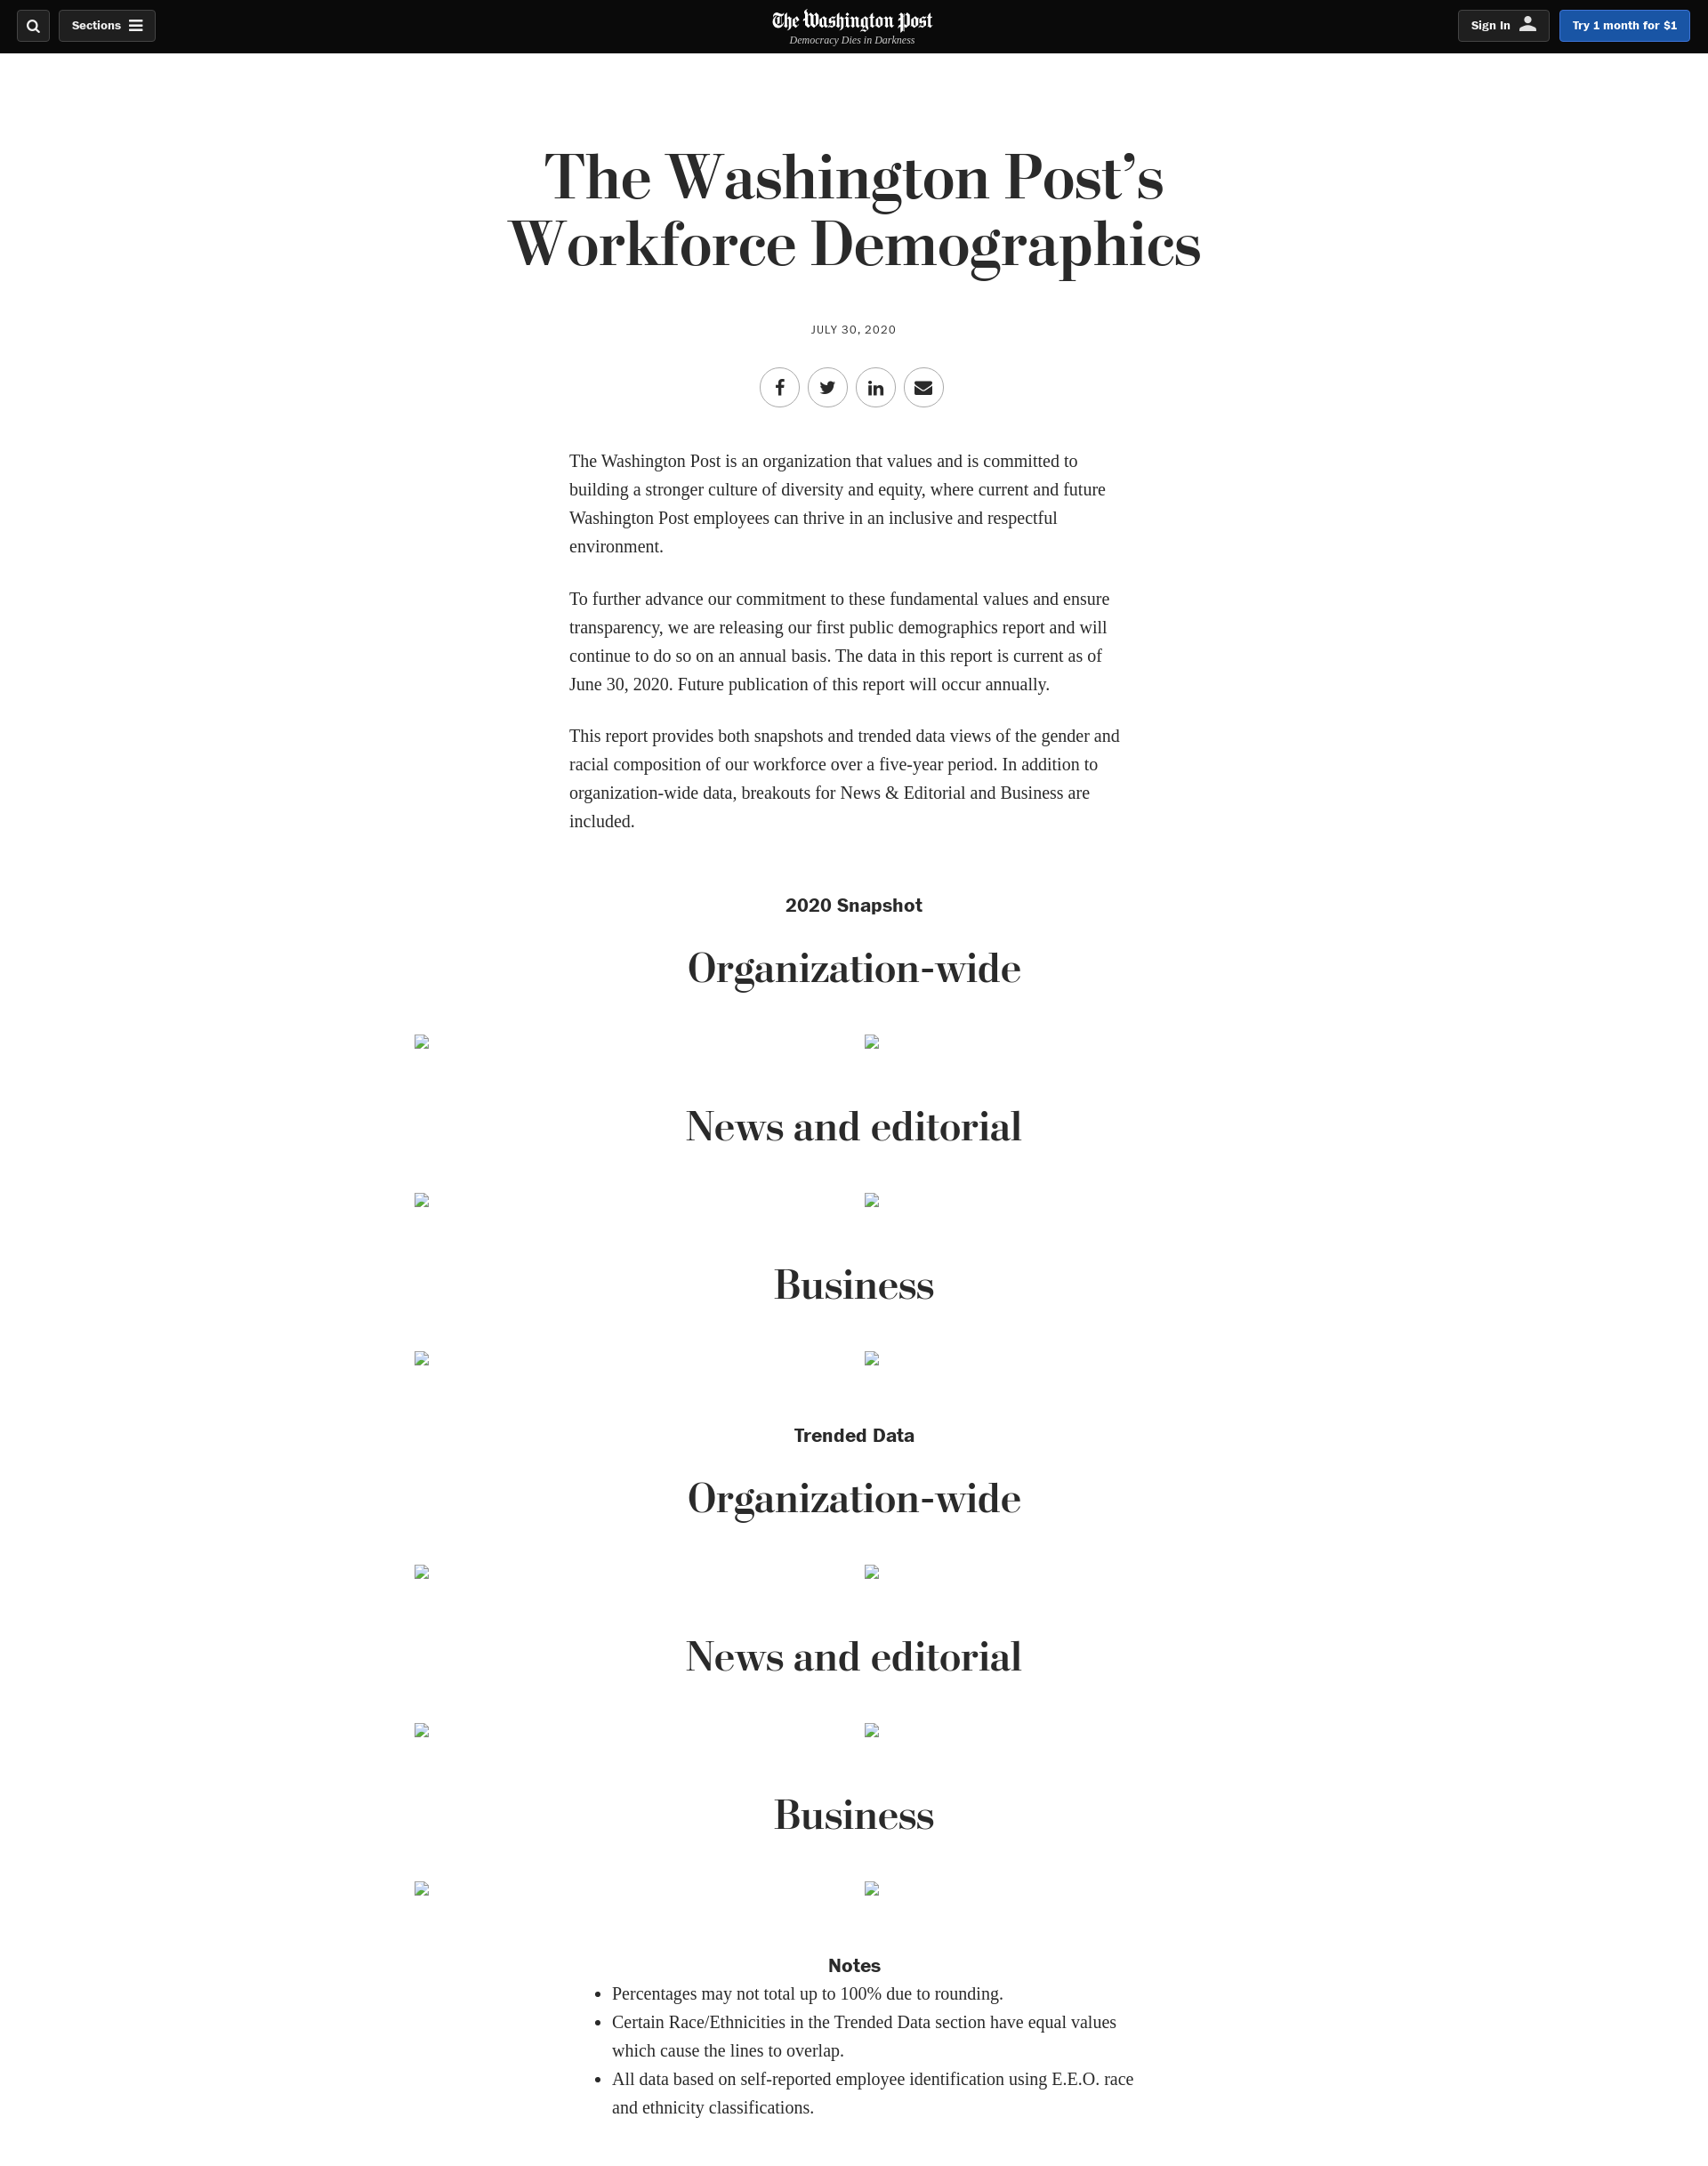 Sections
The Washington Post
Democracy Dies in Darkness
Sign In
Try 1 month for $1
The Washington Post’s
Workforce Demographics
JULY 30, 2020
The Washington Post is an organization that values and is committed to
building a stronger culture of diversity and equity, where current and future
Washington Post employees can thrive in an inclusive and respectful
environment.
To further advance our commitment to these fundamental values and ensure
transparency, we are releasing our first public demographics report and will
continue to do so on an annual basis. The data in this report is current as of
June 30, 2020. Future publication of this report will occur annually.
This report provides both snapshots and trended data views of the gender and
racial composition of our workforce over a five-year period. In addition to
organization-wide data, breakouts for News & Editorial and Business are
included.
2020 Snapshot
Organization-wide
News and editorial
Business
Trended Data
Organization-wide
News and editorial
Business
Notes
• Percentages may not total up to 100% due to rounding.
• Certain Race/Ethnicities in the Trended Data section have equal values
which cause the lines to overlap.
• All data based on self-reported employee identification using E.E.O. race
and ethnicity classifications.